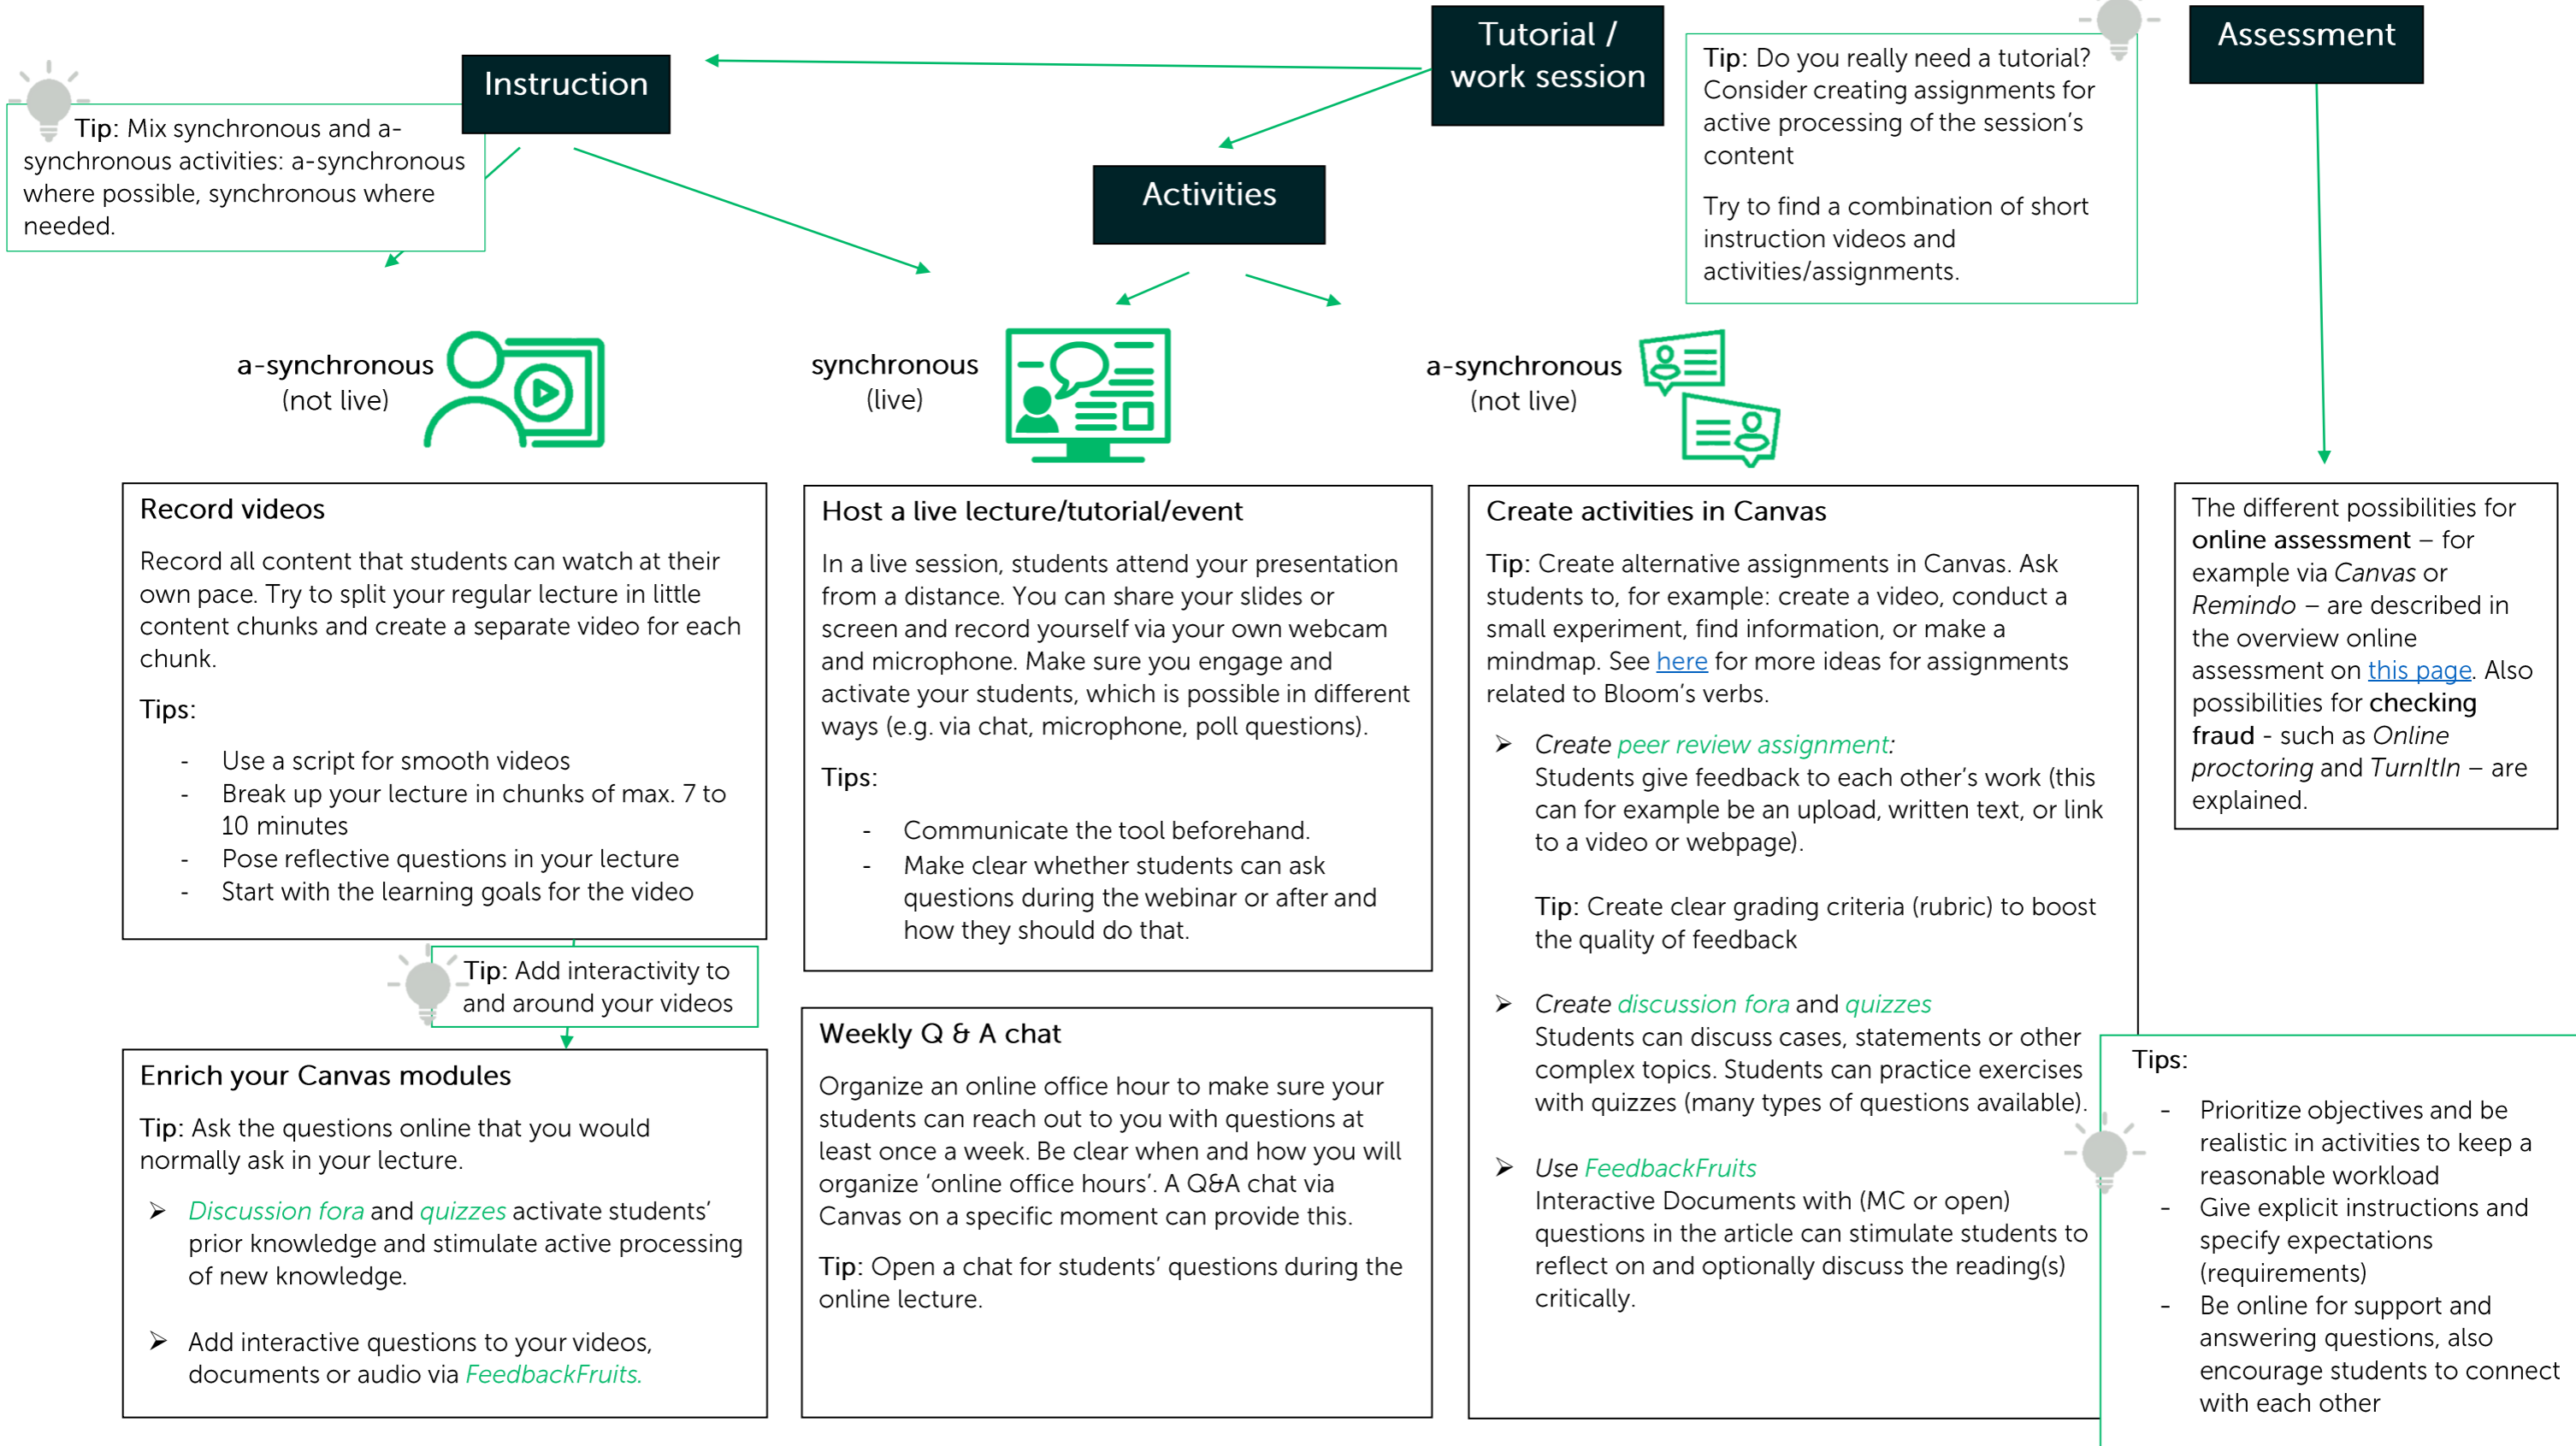 Instruction
Tutorial /
work session
Assessment
Activities
Tip: Mix synchronous and a-
synchronous activities: a-synchronous
where possible, synchronous where
needed.
Tip: Do you really need a tutorial?
Consider creating assignments for
active processing of the session's
content
Try to find a combination of short
instruction videos and
activities/assignments.
a-synchronous
(not live)
synchronous
(live)
a-synchronous
(not live)
Record videos
Record all content that students can watch at their
own pace. Try to split your regular lecture in little
content chunks and create a separate video for each
chunk.
Tips:
- Use a script for smooth videos
- Break up your lecture in chunks of max. 7 to
10 minutes
- Pose reflective questions in your lecture
- Start with the learning goals for the video
Tip: Add interactivity to
and around your videos
Enrich your Canvas modules
Tip: Ask the questions online that you would
normally ask in your lecture.
➢ Discussion fora and quizzes activate students'
prior knowledge and stimulate active processing
of new knowledge.
➢ Add interactive questions to your videos,
documents or audio via FeedbackFruits.
Host a live lecture/tutorial/event
In a live session, students attend your presentation
from a distance. You can share your slides or
screen and record yourself via your own webcam
and microphone. Make sure you engage and
activate your students, which is possible in different
ways (e.g. via chat, microphone, poll questions).
Tips:
- Communicate the tool beforehand.
- Make clear whether students can ask
questions during the webinar or after and
how they should do that.
Weekly Q & A chat
Organize an online office hour to make sure your
students can reach out to you with questions at
least once a week. Be clear when and how you will
organize ‘online office hours’. A Q&A chat via
Canvas on a specific moment can provide this.
Tip: Open a chat for students' questions during the
online lecture.
Create activities in Canvas
Tip: Create alternative assignments in Canvas. Ask
students to, for example: create a video, conduct a
small experiment, find information, or make a
mindmap. See here for more ideas for assignments
related to Bloom's verbs.
➢ Create peer review assignment:
Students give feedback to each other's work (this
can for example be an upload, written text, or link
to a video or webpage).
Tip: Create clear grading criteria (rubric) to boost
the quality of feedback
➢ Create discussion fora and quizzes
Students can discuss cases, statements or other
complex topics. Students can practice exercises
with quizzes (many types of questions available).
➢ Use FeedbackFruits
Interactive Documents with (MC or open)
questions in the article can stimulate students to
reflect on and optionally discuss the reading(s)
critically.
The different possibilities for
online assessment – for
example via Canvas or
Remindo – are described in
the overview online
assessment on this page. Also
possibilities for checking
fraud - such as Online
proctoring and TurnItIn – are
explained.
Tips:
- Prioritize objectives and be
realistic in activities to keep a
reasonable workload
- Give explicit instructions and
specify expectations
(requirements)
- Be online for support and
answering questions, also
encourage students to connect
with each other